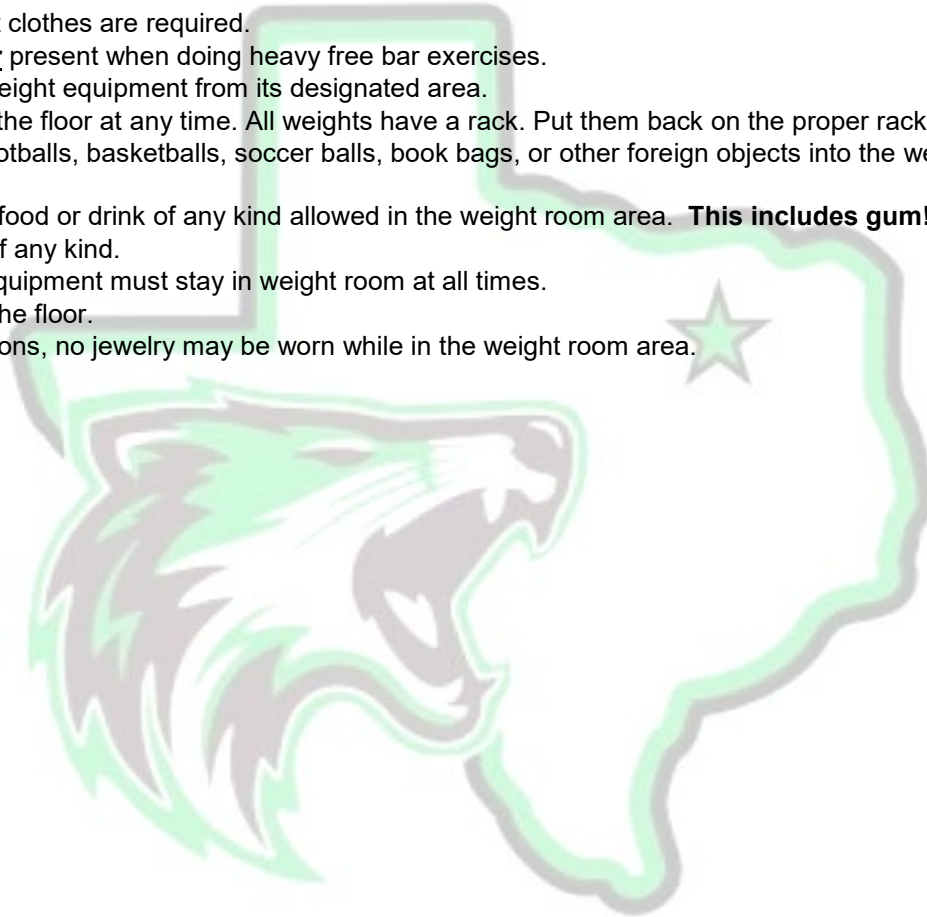 clothes are required.
present when doing heavy free bar exercises.
eight equipment from its designated area.
the floor at any time. All weights have a rack. Put them back on the proper rack
otballs, basketballs, soccer balls, book bags, or other foreign objects into the we
food or drink of any kind allowed in the weight room area. This includes gum!
f any kind.
quipment must stay in weight room at all times.
he floor.
ons, no jewelry may be worn while in the weight room area.